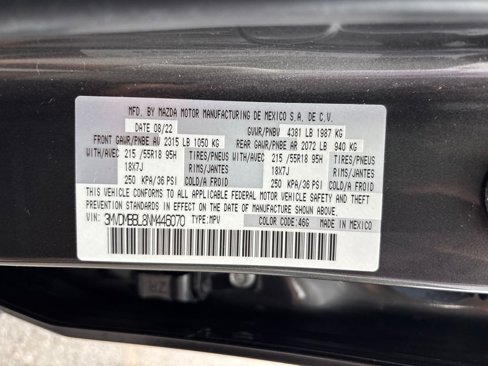 MFD. BY MAZDA MOTOR MANUFACTURING DE MEXICO S.A. DE C.V.
DATE 08/22 GVWR/PNBV 4381 LB 1987 KG
FRONT GAWR/PNBE AV 2315 LB 1050 KG REAR GAWR/PNBE AR 2072 LB 940 KG
WITH/AVEC 215 /55R18 95H TIRES/PNEUS WITH/AVEC 215 /55R18 95H TIRES/PNEUS
18X7J RIMS/JANTES 18X7J RIMS/JANTES
250 KPA/36 PSI COLD/A FROID 250 KPA/36 PSI COLD/A FROID
THIS VEHICLE CONFORMS TO ALL APPLICABLE FEDERAL MOTOR VEHICLE SAFETY AND THEFT
PREVENTION STANDARDS IN EFFECT ON THE DATE OF MANUFACTURE SHOWN ABOVE.
VIN: 3MVDMBBL8NM446070 TYPE:MPV COLOR CODE:46G MADE IN MEXICO